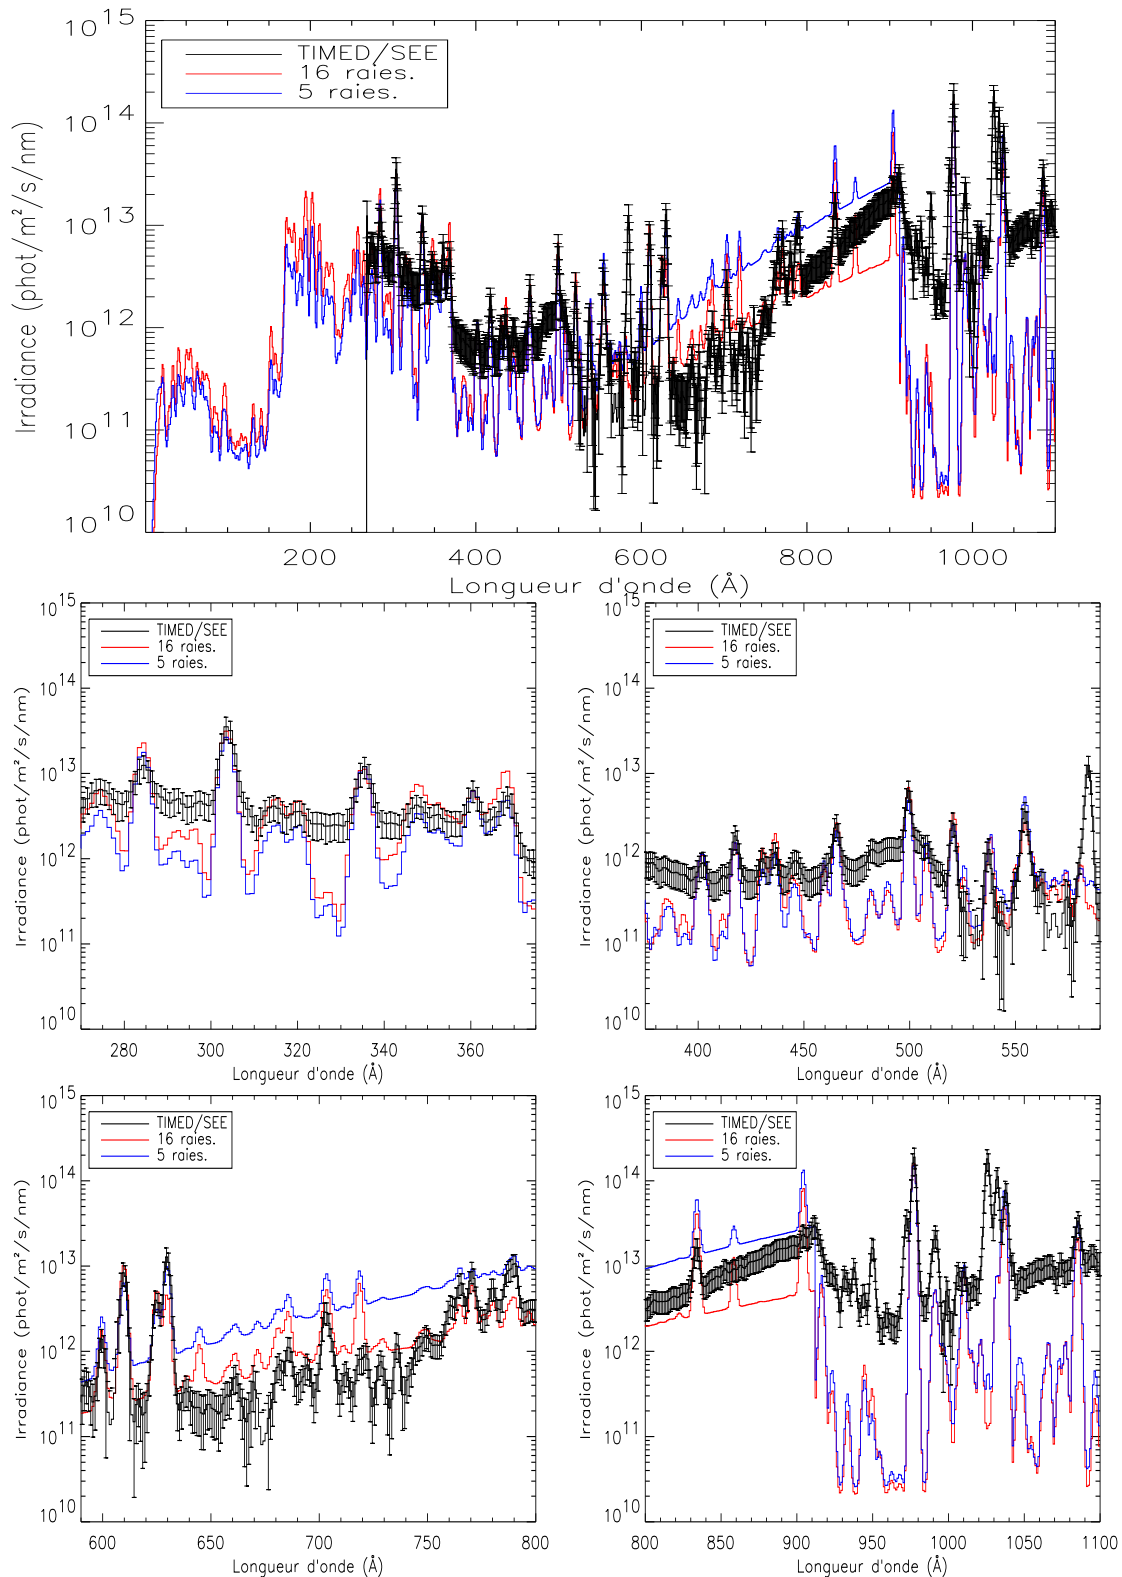 10^15
10^14
10^13
10^12
10^11
10^10
Irradiance (phot/m²/s/nm)
TIMED/SEE
16 raies.
5 raies.
200 400 600 800 1000
Longueur d'onde (Å)
10^15
10^14
10^13
10^12
10^11
10^10
Irradiance (phot/m²/s/nm)
TIMED/SEE
16 raies.
5 raies.
280 300 320 340 360
Longueur d'onde (Å)
10^15
10^14
10^13
10^12
10^11
10^10
Irradiance (phot/m²/s/nm)
TIMED/SEE
16 raies.
5 raies.
400 450 500 550
Longueur d'onde (Å)
10^15
10^14
10^13
10^12
10^11
10^10
Irradiance (phot/m²/s/nm)
TIMED/SEE
16 raies.
5 raies.
600 650 700 750 800
Longueur d'onde (Å)
10^15
10^14
10^13
10^12
10^11
10^10
Irradiance (phot/m²/s/nm)
TIMED/SEE
16 raies.
5 raies.
800 850 900 950 1000 1050 1100
Longueur d'onde (Å)